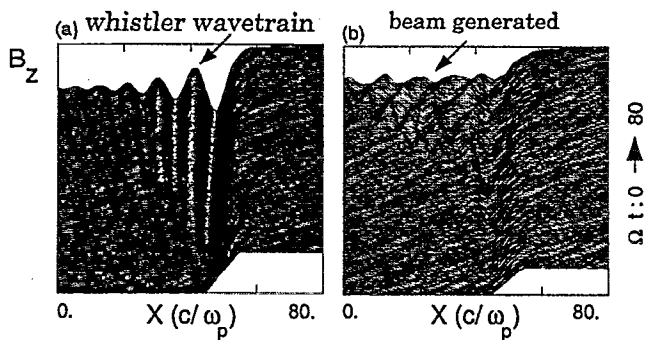 (a) whistler wavetrain
(b) beam generated
B_z
Ω t : 0 → 80
0. X (c/ω_p) 80.
0. X (c/ω_p) 80.